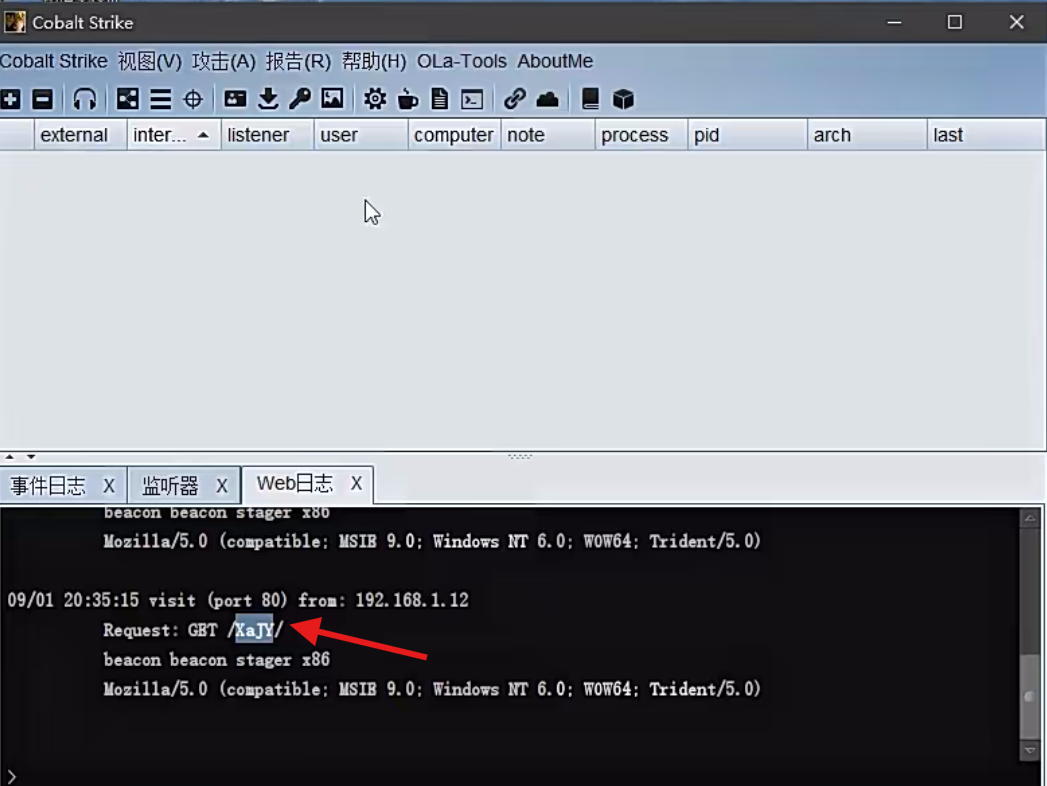 Cobalt Strike
Cobalt Strike 视图(V) 攻击(A) 报告(R) 帮助(H) OLa-Tools AboutMe
external inter... listener user computer note process pid arch last
事件日志 X 监听器 X Web日志 X
beacon beacon stager x86
Mozilla/5.0 (compatible; MSIE 9.0; Windows NT 6.0; WOW64; Trident/5.0)
09/01 20:35:15 visit (port 80) from: 192.168.1.12
Request: GET /XaJY/
beacon beacon stager x86
Mozilla/5.0 (compatible; MSIE 9.0; Windows NT 6.0; WOW64; Trident/5.0)
>